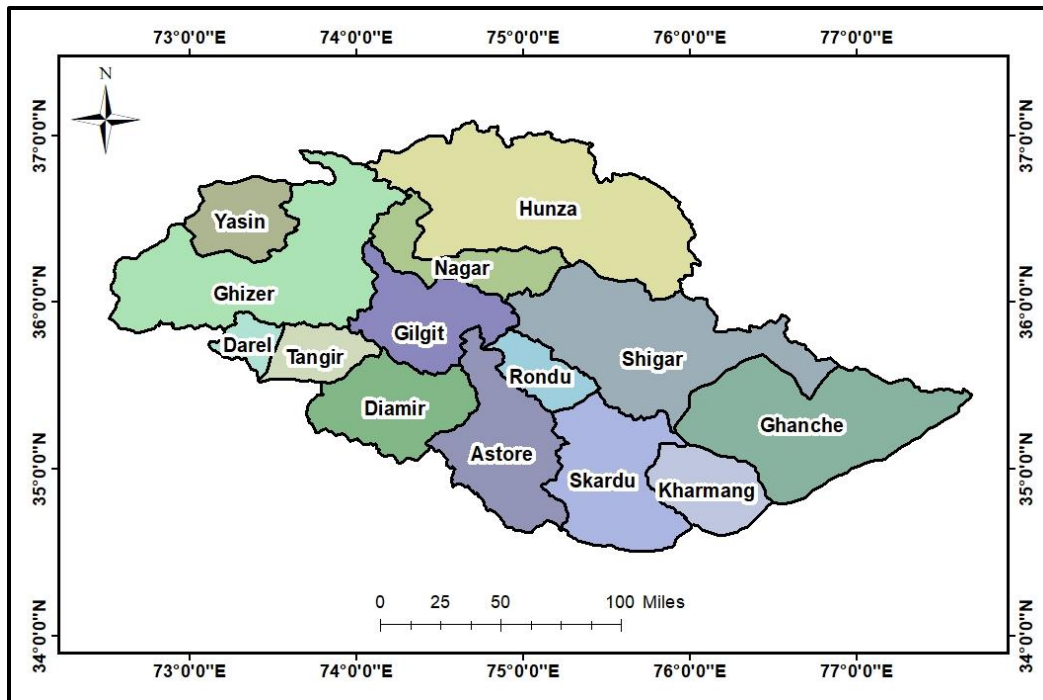 73°0'0"E 74°0'0"E 75°0'0"E 76°0'0"E 77°0'0"E
N
37°0'0"N 37°0'0"N
Hunza
Yasin
Nagar
Ghizer
36°0'0"N 36°0'0"N
Gilgit
Darel
Tangir
Shigar
Rondu
Diamir
Ghanche
Astore
35°0'0"N 35°0'0"N
Skardu
Kharmang
0 25 50 100 Miles
34°0'0"N 34°0'0"N
73°0'0"E 74°0'0"E 75°0'0"E 76°0'0"E 77°0'0"E